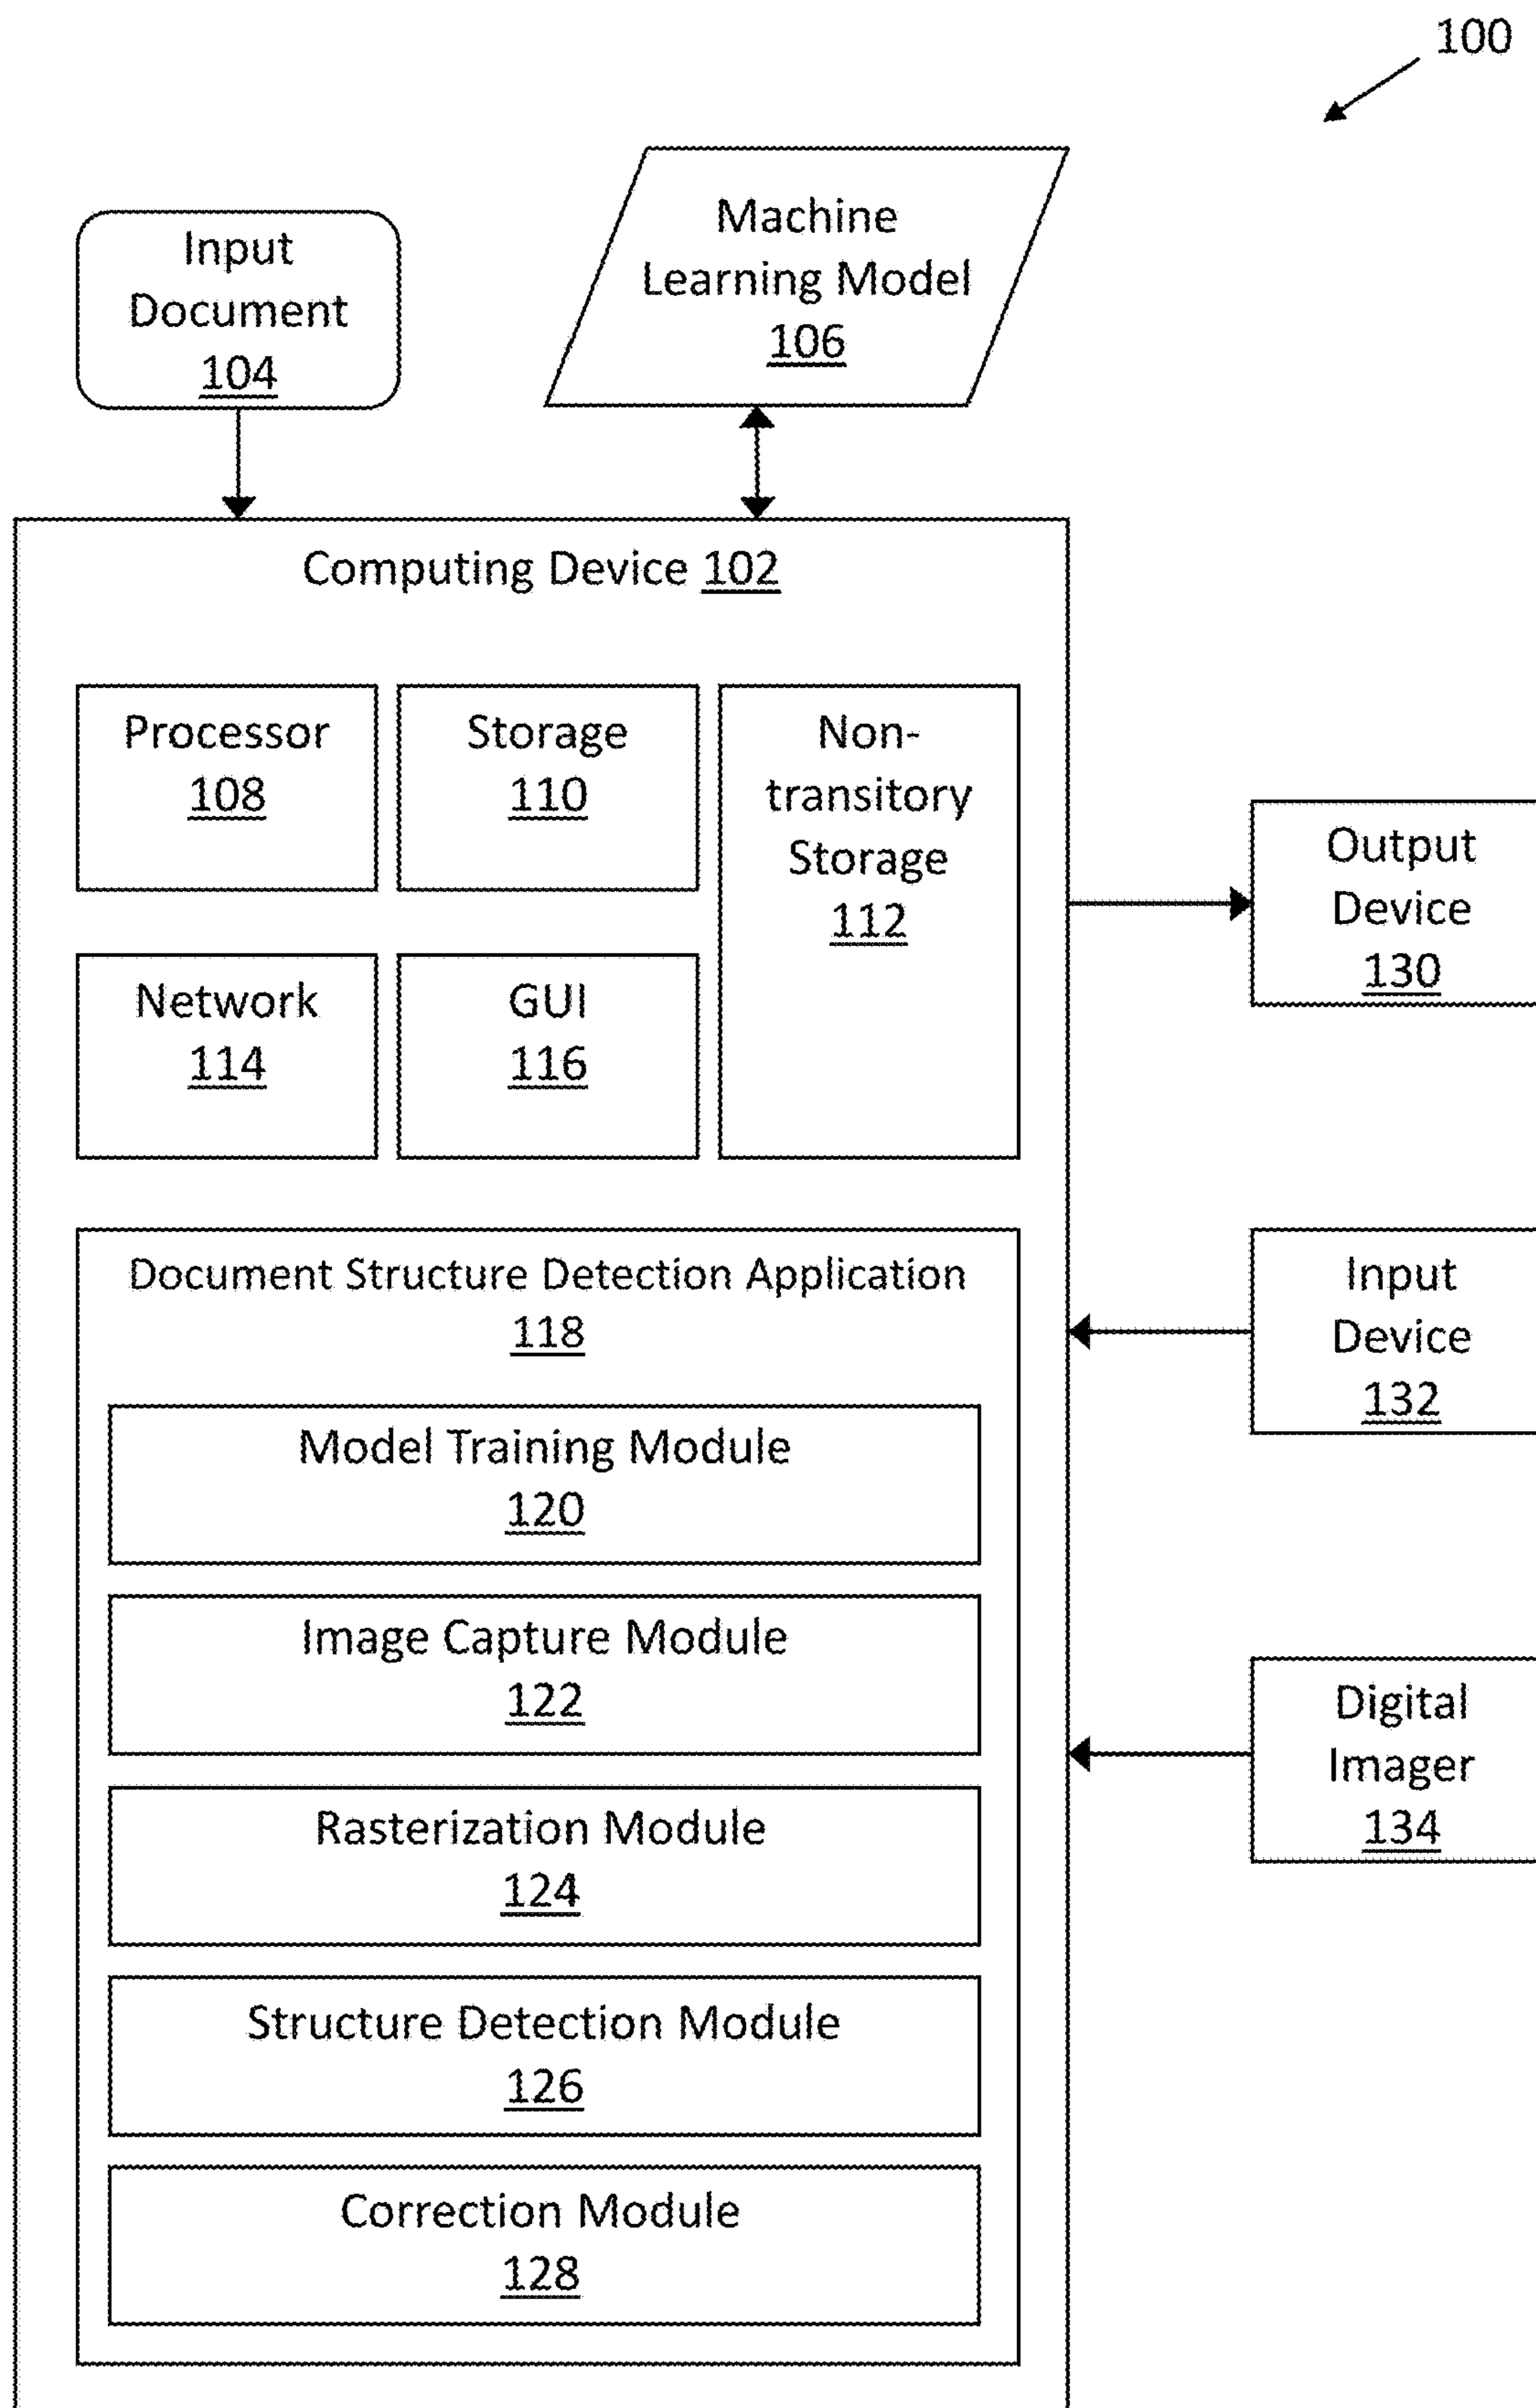 100
Input
Document
104
Machine
Learning Model
106
Computing Device 102
Processor
108
Storage
110
Non-
transitory
Storage
112
Network
114
GUI
116
Document Structure Detection Application
118
Model Training Module
120
Image Capture Module
122
Rasterization Module
124
Structure Detection Module
126
Correction Module
128
Output
Device
130
Input
Device
132
Digital
Imager
134